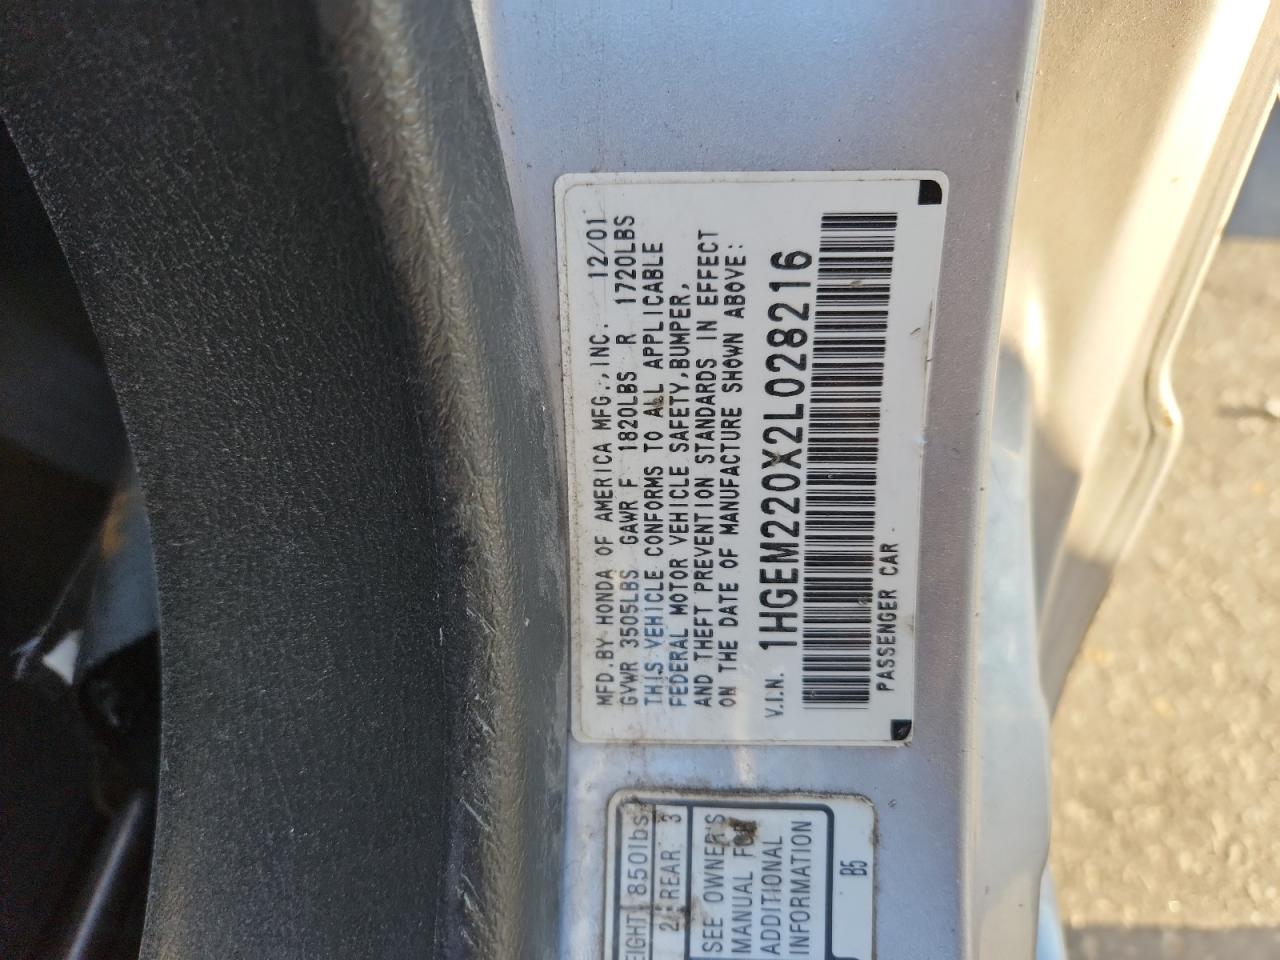 MFD.BY HONDA OF AMERICA MFG.,INC. 12/01
GVWR 3505LBS GAWR F 1820LBS R 1720LBS
THIS VEHICLE CONFORMS TO ALL APPLICABLE
FEDERAL MOTOR VEHICLE SAFETY,BUMPER,
AND THEFT PREVENTION STANDARDS IN EFFECT
ON THE DATE OF MANUFACTURE SHOWN ABOVE:
V.I.N. 1HGEM220X2L028216
PASSENGER CAR
850lbs
2 REAR 3
SEE OWNER'S
MANUAL FOR
ADDITIONAL
INFORMATION
B5